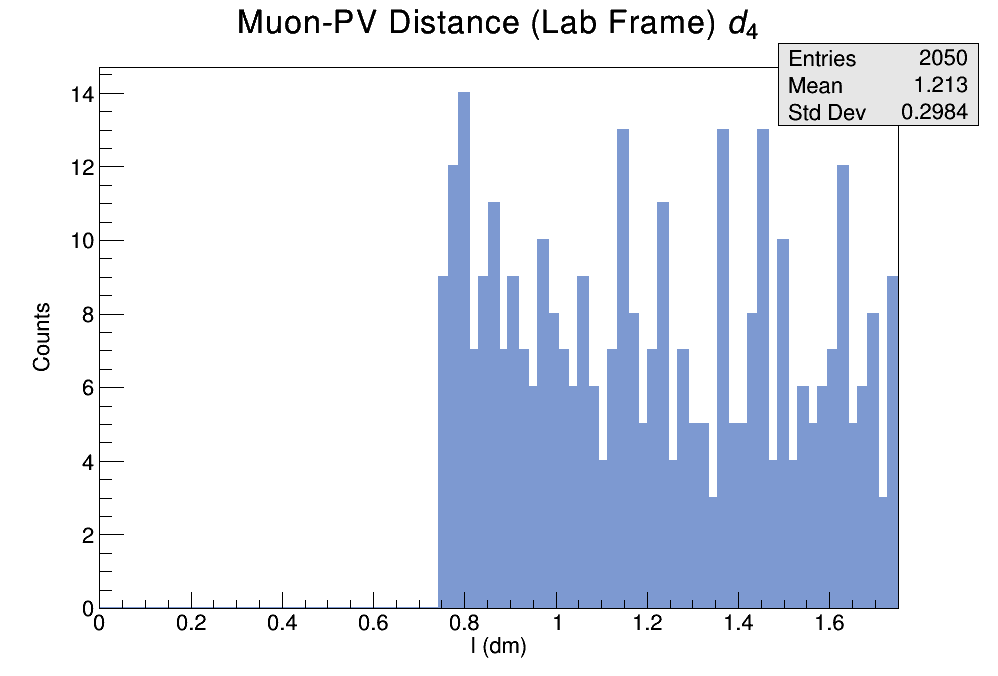 Muon-PV Distance (Lab Frame) d4
Entries 2050
Mean 1.213
Std Dev 0.2984
14
12
10
8
6
4
2
0
Counts
0 0.2 0.4 0.6 0.8 1 1.2 1.4 1.6
l (dm)